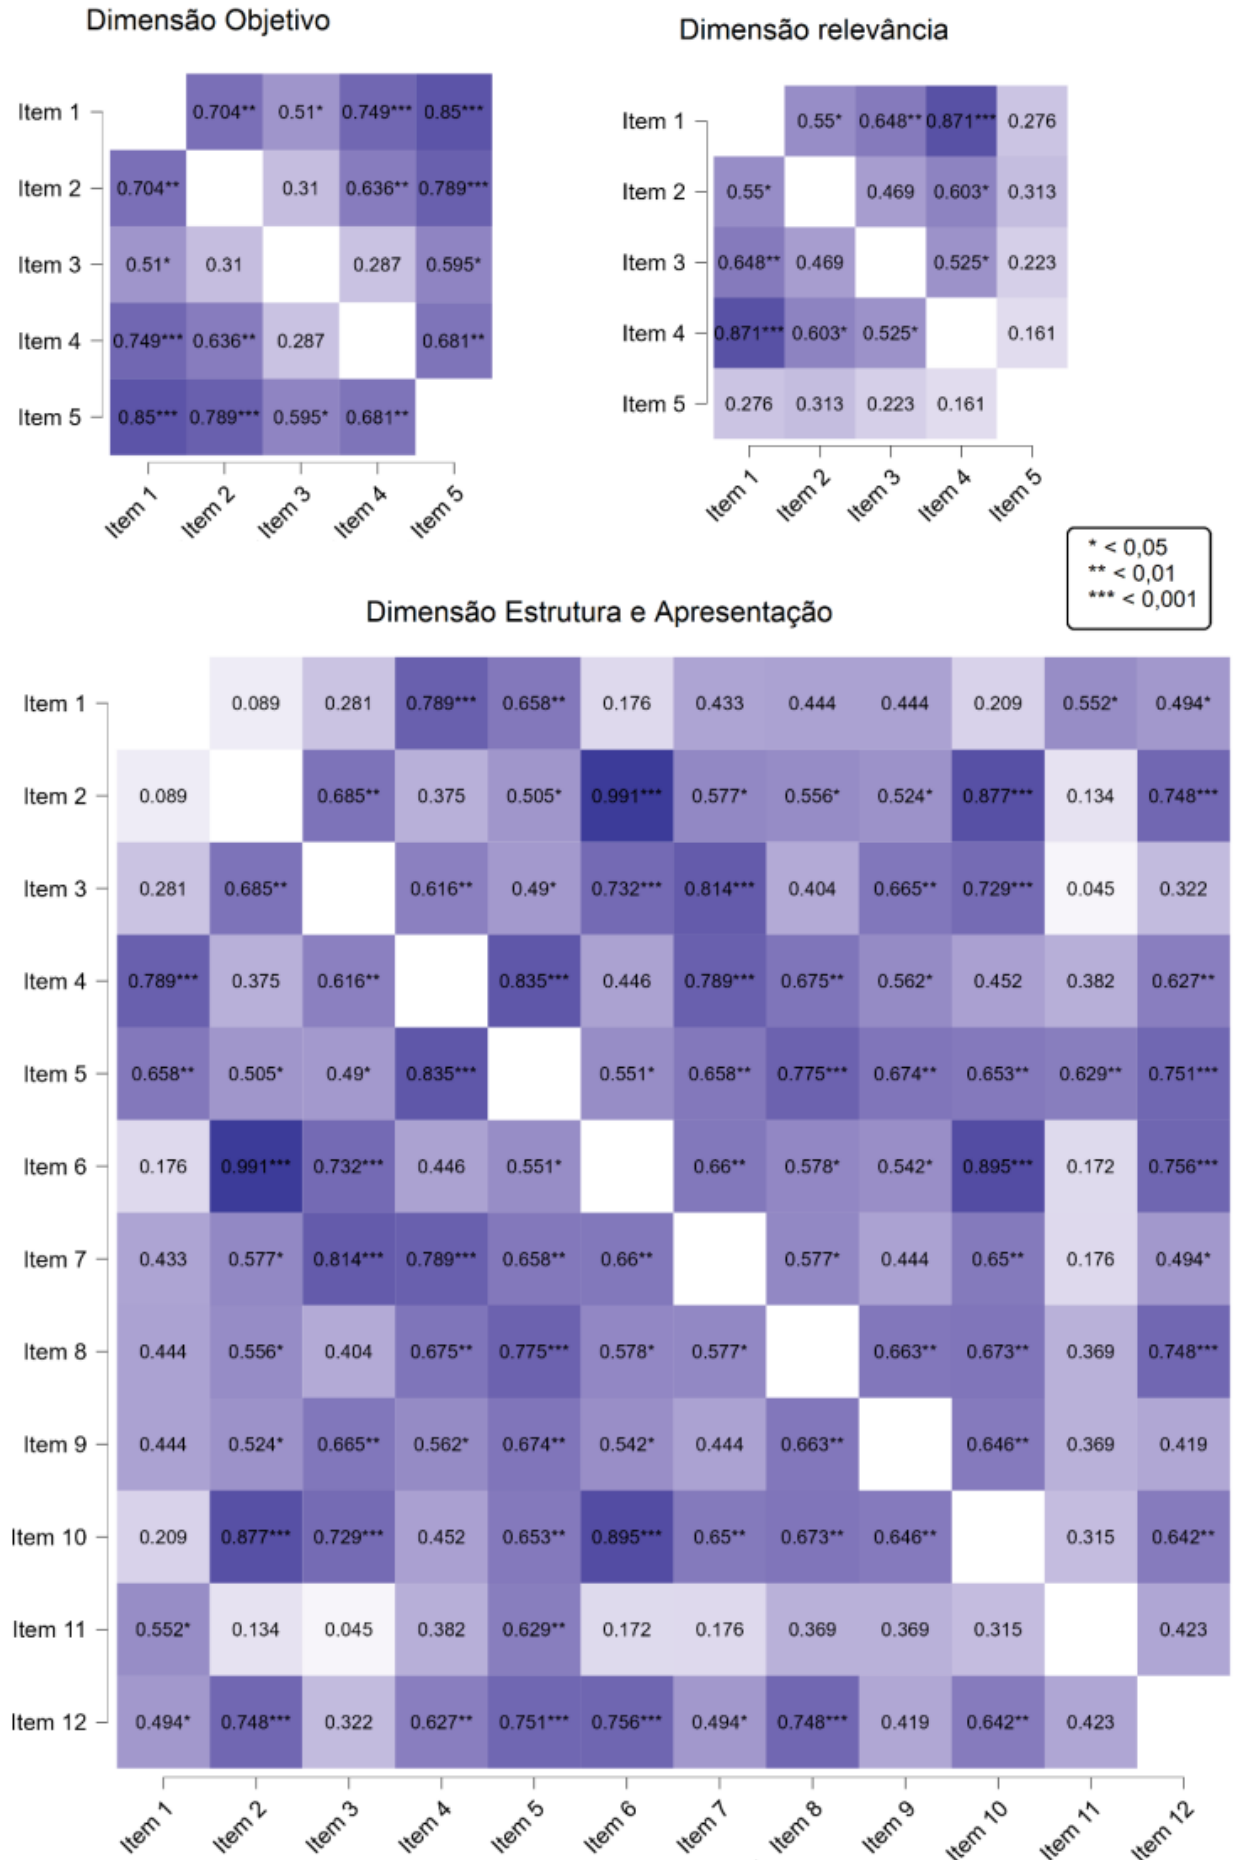 Dimensão Objetivo
Item 1 0.704** 0.51* 0.749*** 0.85***
Item 2 0.704** 0.31 0.636** 0.789***
Item 3 0.51* 0.31 0.287 0.595*
Item 4 0.749*** 0.636** 0.287 0.681**
Item 5 0.85*** 0.789*** 0.595* 0.681**
Item 1 Item 2 Item 3 Item 4 Item 5
Dimensão relevância
Item 1 0.55* 0.648** 0.871*** 0.276
Item 2 0.55* 0.469 0.603* 0.313
Item 3 0.648** 0.469 0.525* 0.223
Item 4 0.871*** 0.603* 0.525* 0.161
Item 5 0.276 0.313 0.223 0.161
Item 1 Item 2 Item 3 Item 4 Item 5
* < 0,05
** < 0,01
*** < 0,001
Dimensão Estrutura e Apresentação
Item 1 0.089 0.281 0.789*** 0.658** 0.176 0.433 0.444 0.444 0.209 0.552* 0.494*
Item 2 0.089 0.685** 0.375 0.505* 0.991*** 0.577* 0.556* 0.524* 0.877*** 0.134 0.748***
Item 3 0.281 0.685** 0.616** 0.49* 0.732*** 0.814*** 0.404 0.665** 0.729*** 0.045 0.322
Item 4 0.789*** 0.375 0.616** 0.835*** 0.446 0.789*** 0.675** 0.562* 0.452 0.382 0.627**
Item 5 0.658** 0.505* 0.49* 0.835*** 0.551* 0.658** 0.775*** 0.674** 0.653** 0.629** 0.751***
Item 6 0.176 0.991*** 0.732*** 0.446 0.551* 0.66** 0.578* 0.542* 0.895*** 0.172 0.756***
Item 7 0.433 0.577* 0.814*** 0.789*** 0.658** 0.66** 0.577* 0.444 0.65** 0.176 0.494*
Item 8 0.444 0.556* 0.404 0.675** 0.775*** 0.578* 0.577* 0.663** 0.673** 0.369 0.748***
Item 9 0.444 0.524* 0.665** 0.562* 0.674** 0.542* 0.444 0.663** 0.646** 0.369 0.419
Item 10 0.209 0.877*** 0.729*** 0.452 0.653** 0.895*** 0.65** 0.673** 0.646** 0.315 0.642**
Item 11 0.552* 0.134 0.045 0.382 0.629** 0.172 0.176 0.369 0.369 0.315 0.423
Item 12 0.494* 0.748*** 0.322 0.627** 0.751*** 0.756*** 0.494* 0.748*** 0.419 0.642** 0.423
Item 1 Item 2 Item 3 Item 4 Item 5 Item 6 Item 7 Item 8 Item 9 Item 10 Item 11 Item 12